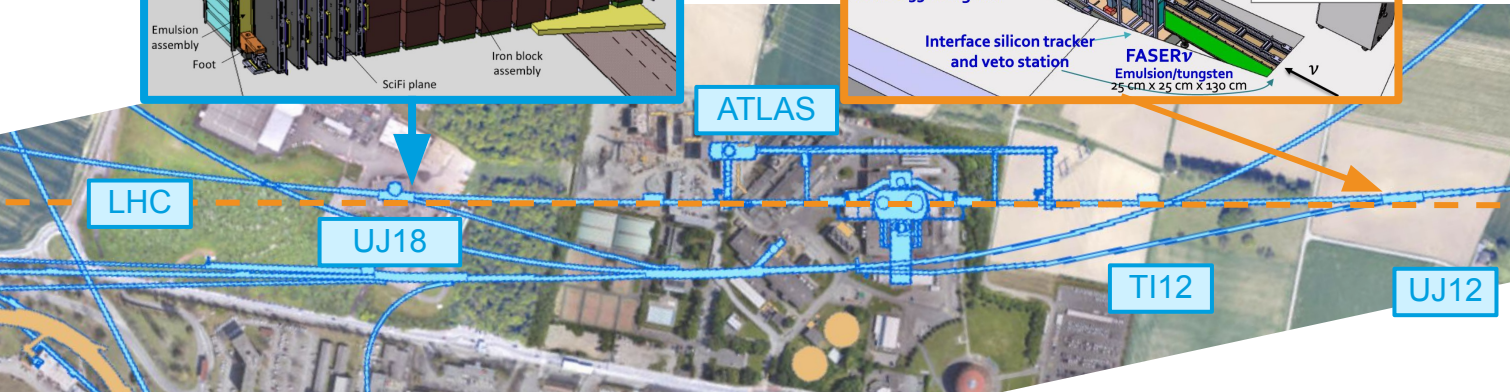 Emulsion
assembly
Foot
SciFi plane
Iron block
assembly
Interface silicon tracker
and veto station
FASERν
Emulsion/tungsten
25 cm x 25 cm x 130 cm
ν
ATLAS
LHC
UJ18
TI12
UJ12